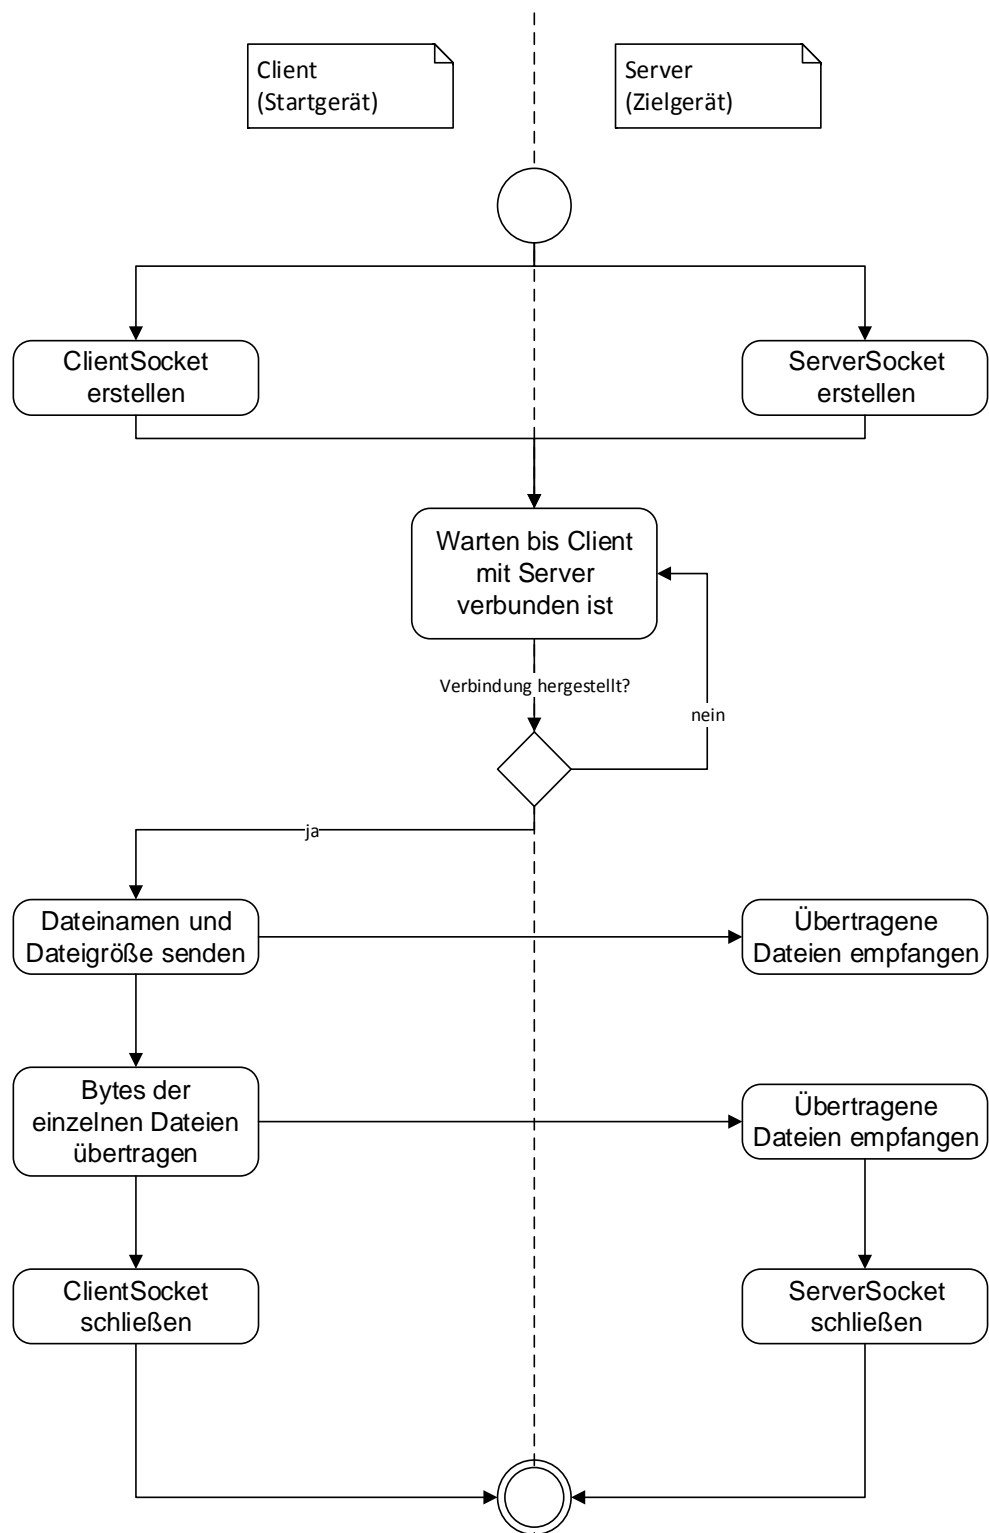 Client
(Startgerät)
Server
(Zielgerät)
ClientSocket
erstellen
ServerSocket
erstellen
Warten bis Client
mit Server
verbunden ist
Verbindung hergestellt?
nein
ja
Dateinamen und
Dateigröße senden
Übertragene
Dateien empfangen
Bytes der
einzelnen Dateien
übertragen
Übertragene
Dateien empfangen
ClientSocket
schließen
ServerSocket
schließen